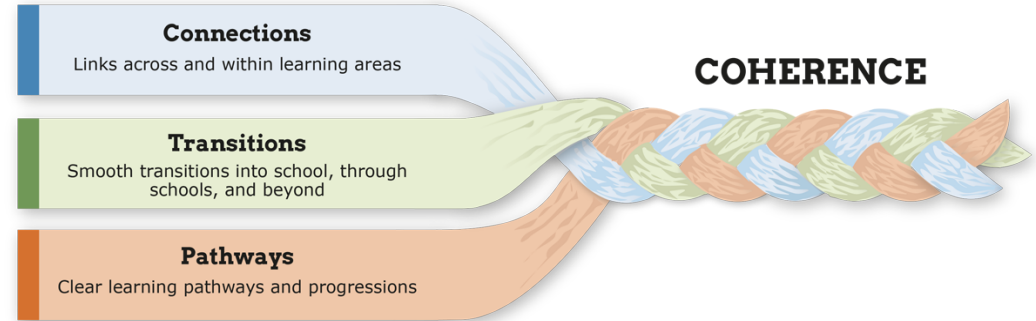 Connections
Links across and within learning areas
COHERENCE
Transitions
Smooth transitions into school, through
schools, and beyond
Pathways
Clear learning pathways and progressions